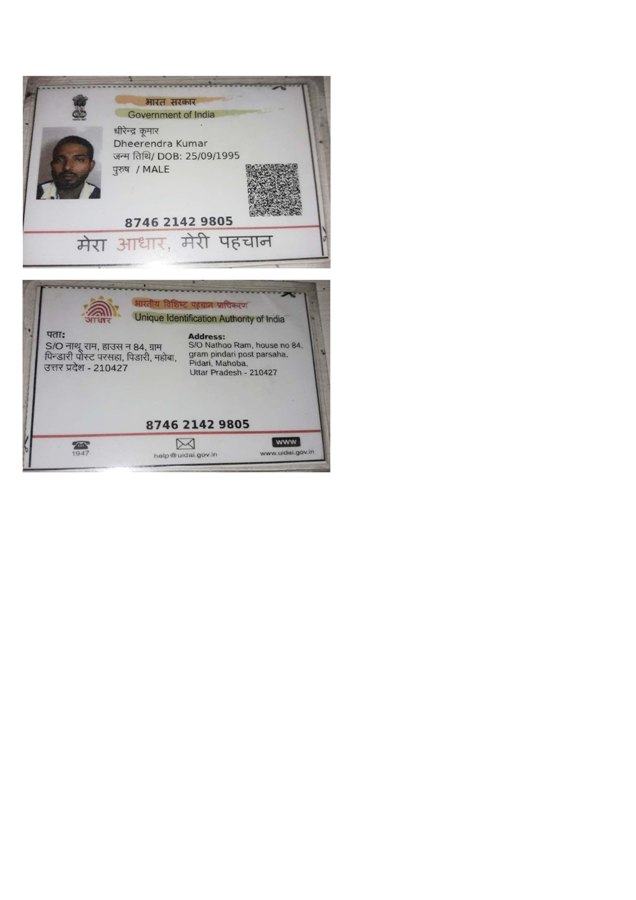 भारत सरकार
Government of India
धीरेन्द्र कूमार
Dheerendra Kumar
जन्म तिथि/ DOB: 25/09/1995
पुरुष / MALE
8746 2142 9805
मेरा आधार, मेरी पहचान
भारतीय विशिष्ट पहचान प्राधिकरण
आधार
Unique Identification Authority of India
पता:
S/O नाथू राम, हाउस न 84, ग्राम
पिन्डारी पोस्ट परसहा, पिडारी, महोबा,
उत्तर प्रदेश - 210427
Address:
S/O Nathoo Ram, house no 84,
gram pindari post parsaha,
Pidari, Mahoba,
Uttar Pradesh - 210427
8746 2142 9805
1947
help@uidai.gov.in
www
www.uidai.gov.in